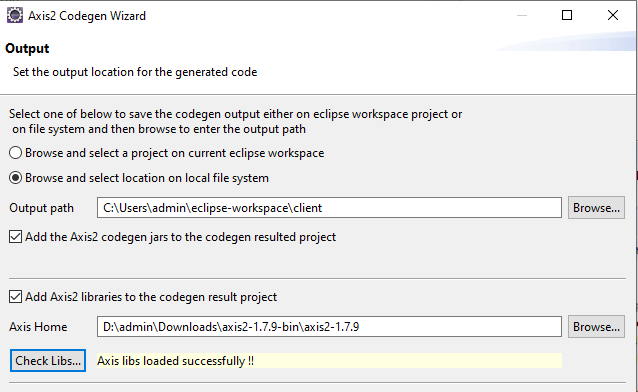 Axis2 Codegen Wizard
Output
Set the output location for the generated code
Select one of below to save the codegen output either on eclipse workspace project or
on file system and then browse to enter the output path
Browse and select a project on current eclipse workspace
Browse and select location on local file system
Output path C:\Users\admin\eclipse-workspace\client Browse...
Add the Axis2 codegen jars to the codegen resulted project
Add Axis2 libraries to the codegen result project
Axis Home D:\admin\Downloads\axis2-1.7.9-bin\axis2-1.7.9 Browse...
Check Libs... Axis libs loaded successfully !!